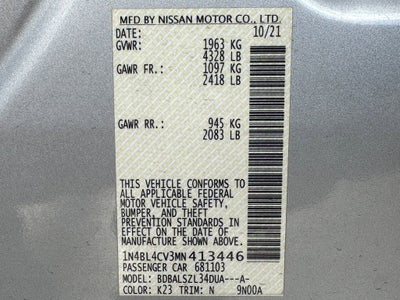 MFD BY NISSAN MOTOR CO., LTD.
DATE: 10/21
GVWR: 1963 KG
4328 LB
GAWR FR.: 1097 KG
2418 LB
GAWR RR.: 945 KG
2083 LB
THIS VEHICLE CONFORMS TO
ALL APPLICABLE FEDERAL
MOTOR VEHICLE SAFETY,
BUMPER, AND THEFT
PREVENTION STANDARDS IN
EFFECT ON THE DATE OF
MANUFACTURE SHOWN ABOVE.
1N4BL4CV3MN413446
PASSENGER CAR 681103
MODEL: BDBALSZL34DUA---A-
COLOR: K23 TRIM: N 9N00A